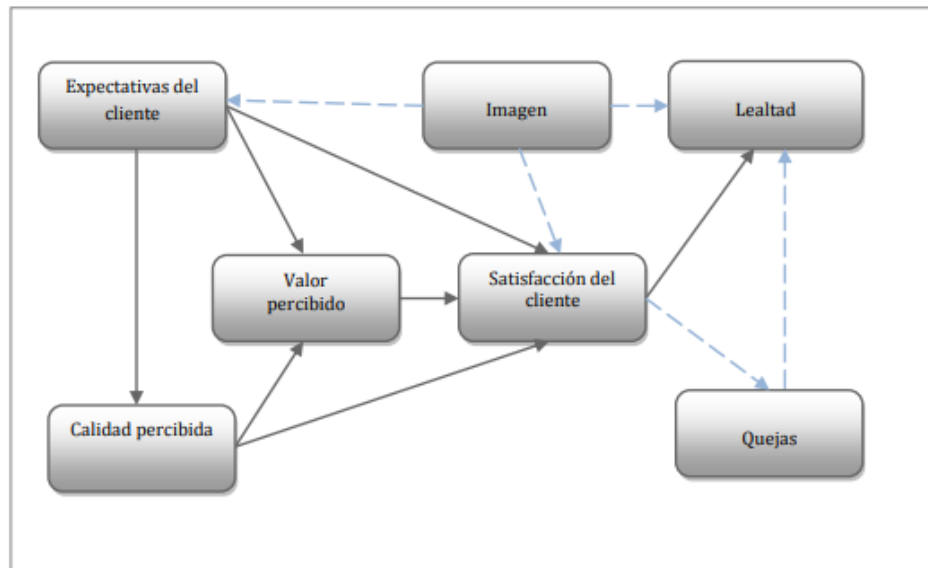 Expectativas del
cliente
Imagen
Lealtad
Valor
percibido
Satisfacción del
cliente
Calidad percibida
Quejas